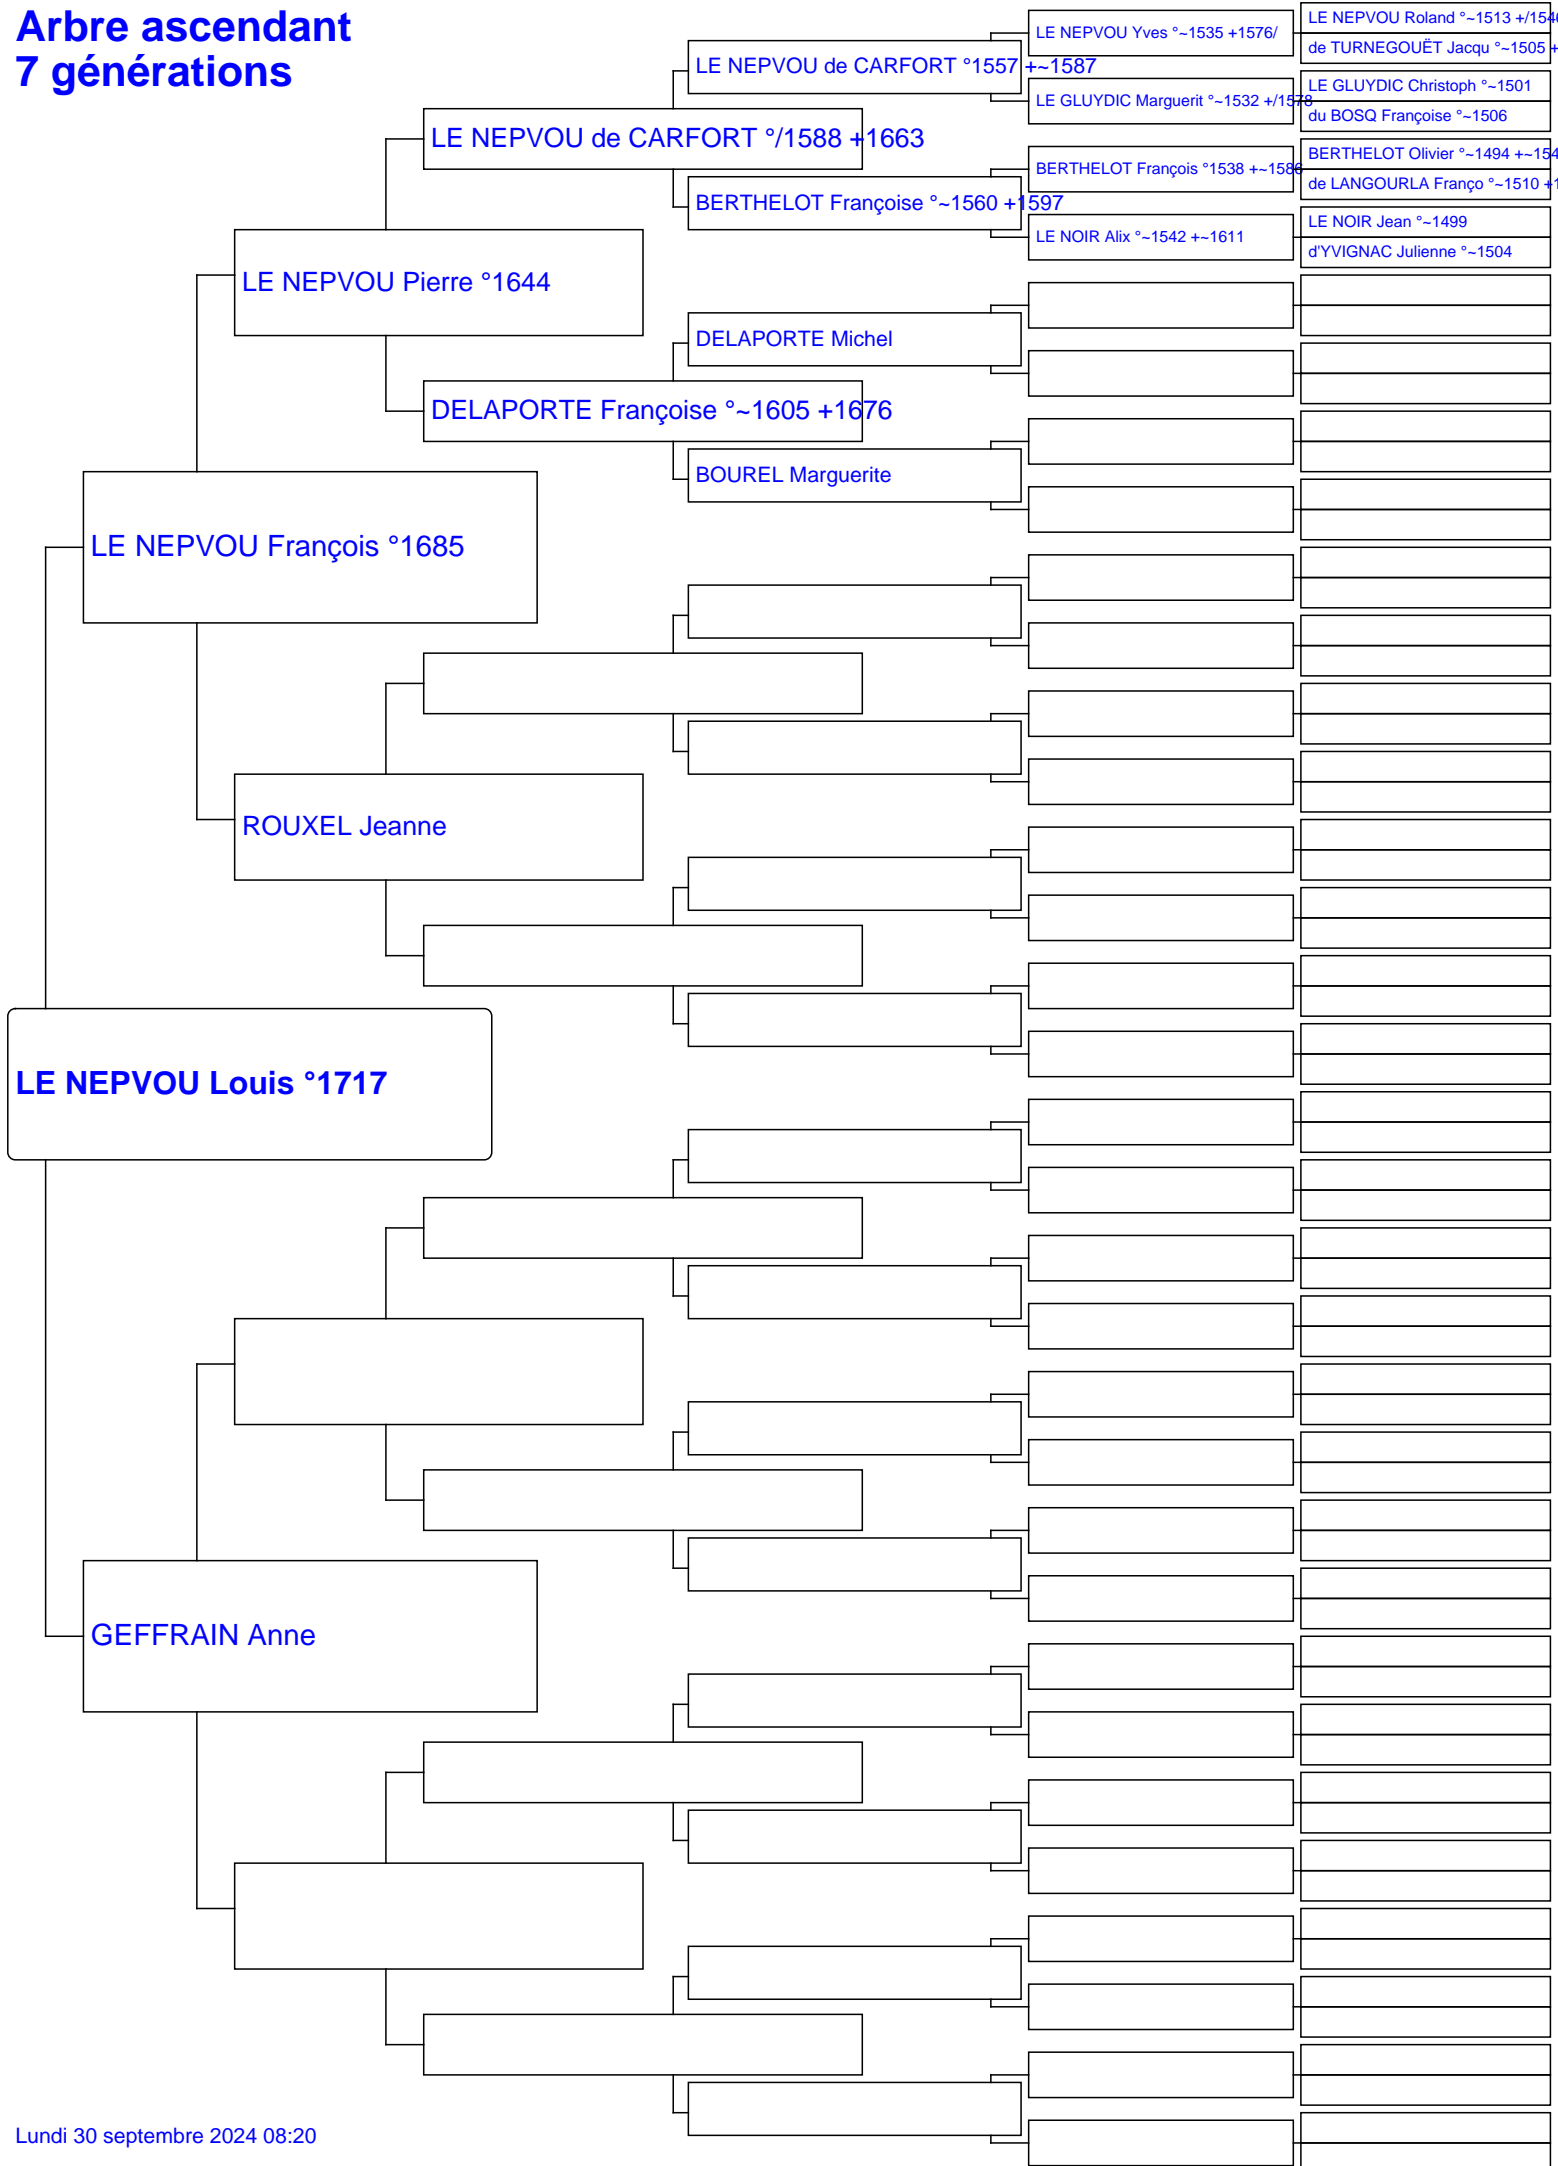 Arbre ascendant
7 générations
LE NEPVOU Louis °1717
LE NEPVOU François °1685
GEFFRAIN Anne
LE NEPVOU Pierre °1644
ROUXEL Jeanne
LE NEPVOU de CARFORT °/1588 +1663
DELAPORTE Françoise °~1605 +1676
LE NEPVOU de CARFORT °1557 +~1587
BERTHELOT Françoise °~1560 +1597
DELAPORTE Michel
BOUREL Marguerite
LE NEPVOU Yves °~1535 +1576/
LE GLUYDIC Marguerit °~1532 +/1578
BERTHELOT François °1538 +~1586
LE NOIR Alix °~1542 +~1611
LE NEPVOU Roland °~1513 +/1546
de TURNEGOUËT Jacqu °~1505 +
LE GLUYDIC Christoph °~1501
du BOSQ Françoise °~1506
BERTHELOT Olivier °~1494 +~154
de LANGOURLA Franço °~1510 +1
LE NOIR Jean °~1499
d'YVIGNAC Julienne °~1504
Lundi 30 septembre 2024 08:20